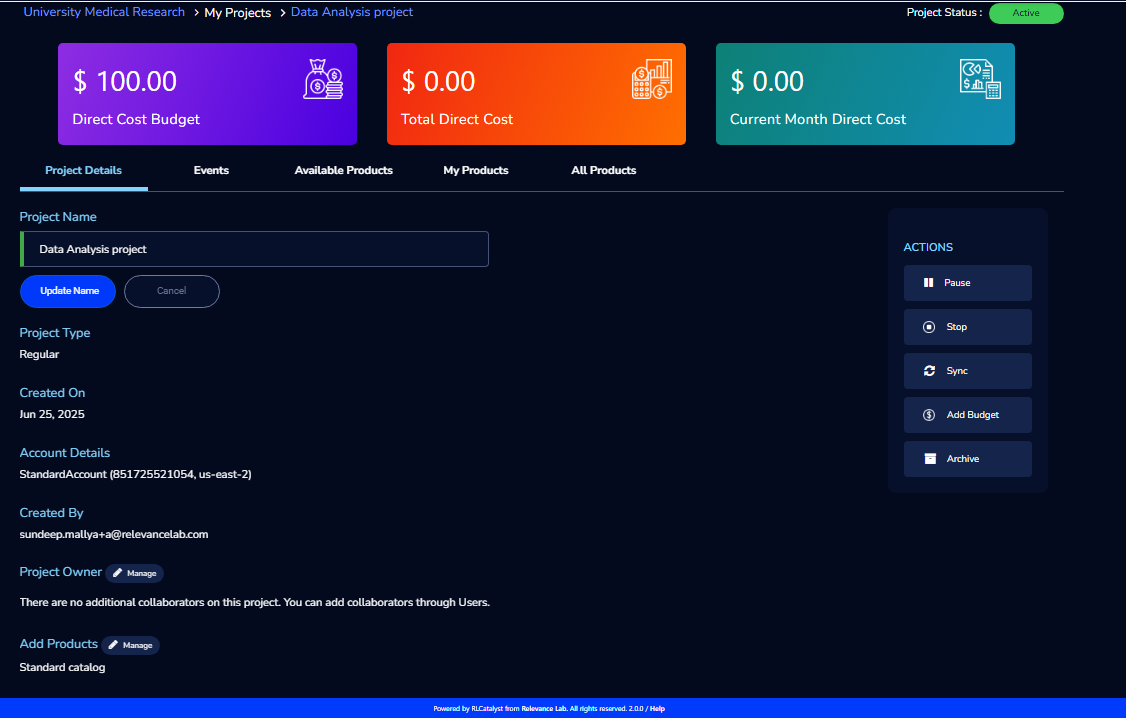 University Medical Research > My Projects > Data Analysis project
Project Status : Active
$ 100.00
Direct Cost Budget
$ 0.00
Total Direct Cost
$ 0.00
Current Month Direct Cost
Project Details Events Available Products My Products All Products
Project Name
Data Analysis project
Update Name Cancel
Project Type
Regular
Created On
Jun 25, 2025
Account Details
StandardAccount (851725521054, us-east-2)
Created By
sundeep.mallya+a@relevancelab.com
Project Owner Manage
There are no additional collaborators on this project. You can add collaborators through Users.
Add Products Manage
Standard catalog
ACTIONS
Pause
Stop
Sync
Add Budget
Archive
Powered by RLCatalyst from Relevance Lab. All rights reserved. 2.0.0 / Help